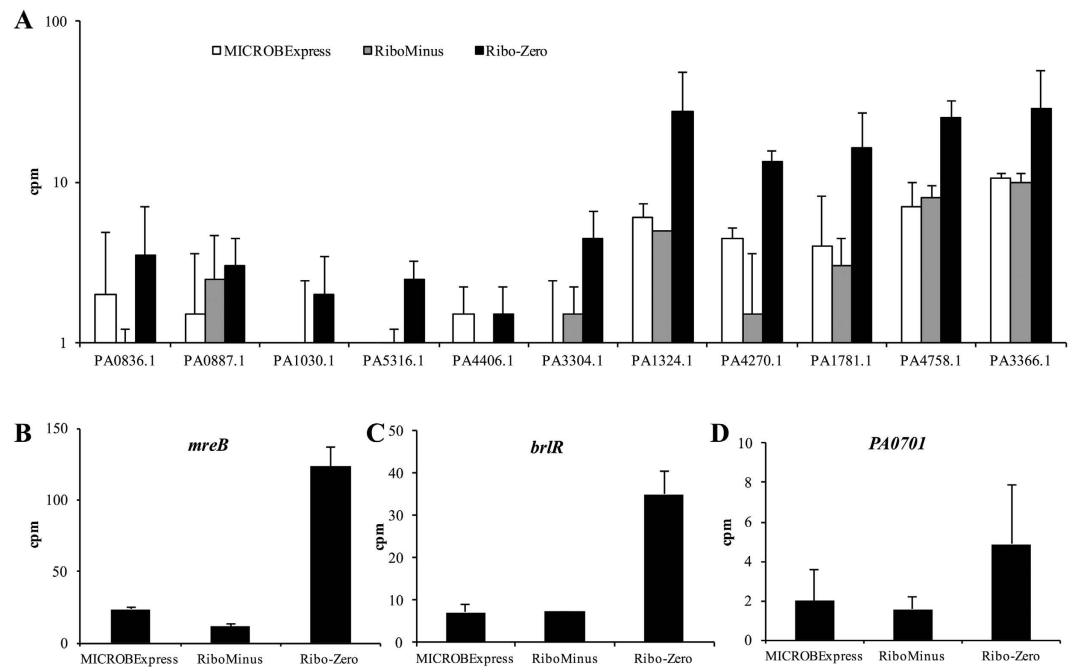 A
100
MICROBExpress RiboMinus Ribo-Zero
cpm
10
1
PA0836.1 PA0887.1 PA1030.1 PA5316.1 PA4406.1 PA3304.1 PA1324.1 PA4270.1 PA1781.1 PA4758.1 PA3366.1
B
mreB
cpm
150
100
50
0
MICROBExpress RiboMinus Ribo-Zero
C
brlR
cpm
50
40
30
20
10
0
MICROBExpress RiboMinus Ribo-Zero
D
PA0701
cpm
10
8
6
4
2
0
MICROBExpress RiboMinus Ribo-Zero